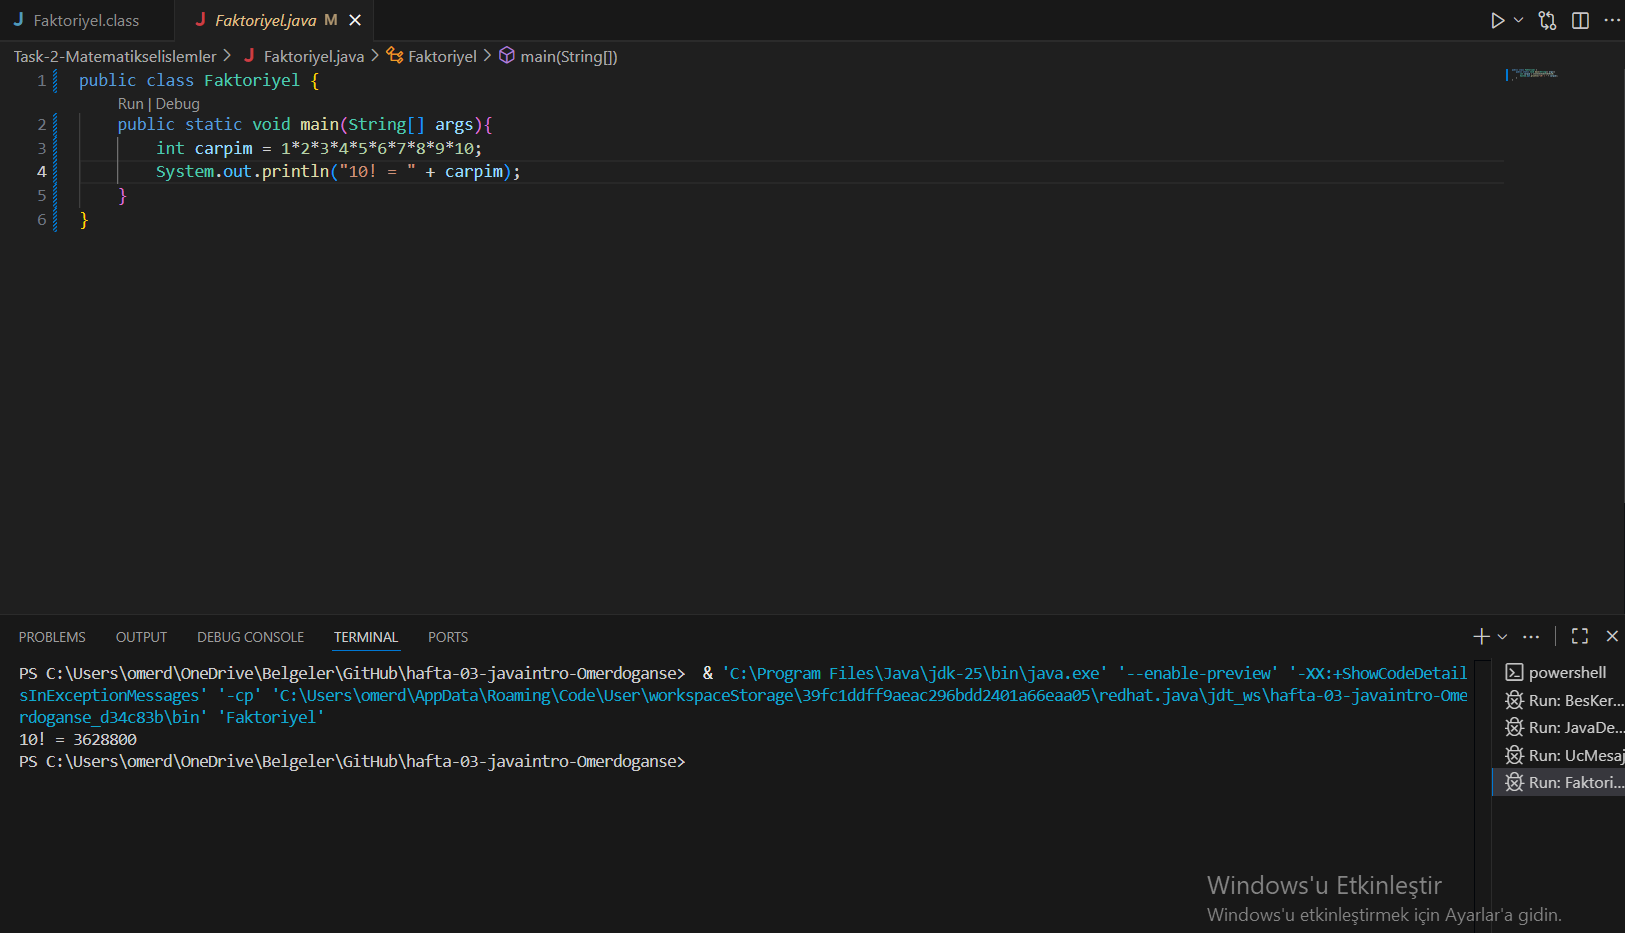 Faktoriyel.class
Faktoriyel.java M
Task-2-Matematikselislemler > Faktoriyel.java > Faktoriyel > main(String[])
1 public class Faktoriyel {
Run | Debug
2 public static void main(String[] args){
3 int carpim = 1*2*3*4*5*6*7*8*9*10;
4 System.out.println("10! = " + carpim);
5 }
6 }
PROBLEMS OUTPUT DEBUG CONSOLE TERMINAL PORTS
PS C:\Users\omerd\OneDrive\Belgeler\GitHub\hafta-03-javaintro-Omerdoganse> & 'C:\Program Files\Java\jdk-25\bin\java.exe' '--enable-preview' '-XX:+ShowCodeDetail
sInExceptionMessages' '-cp' 'C:\Users\omerd\AppData\Roaming\Code\User\workspaceStorage\39fc1ddff9aeac296bdd2401a66eaa05\redhat.java\jdt_ws\hafta-03-javaintro-Ome
rdoganse_d34c83b\bin' 'Faktoriyel'
10! = 3628800
PS C:\Users\omerd\OneDrive\Belgeler\GitHub\hafta-03-javaintro-Omerdoganse>
powershell
Run: BesKer...
Run: JavaDe...
Run: UcMesaj
Run: Faktori...
Windows'u Etkinleştir
Windows'u etkinleştirmek için Ayarlar'a gidin.